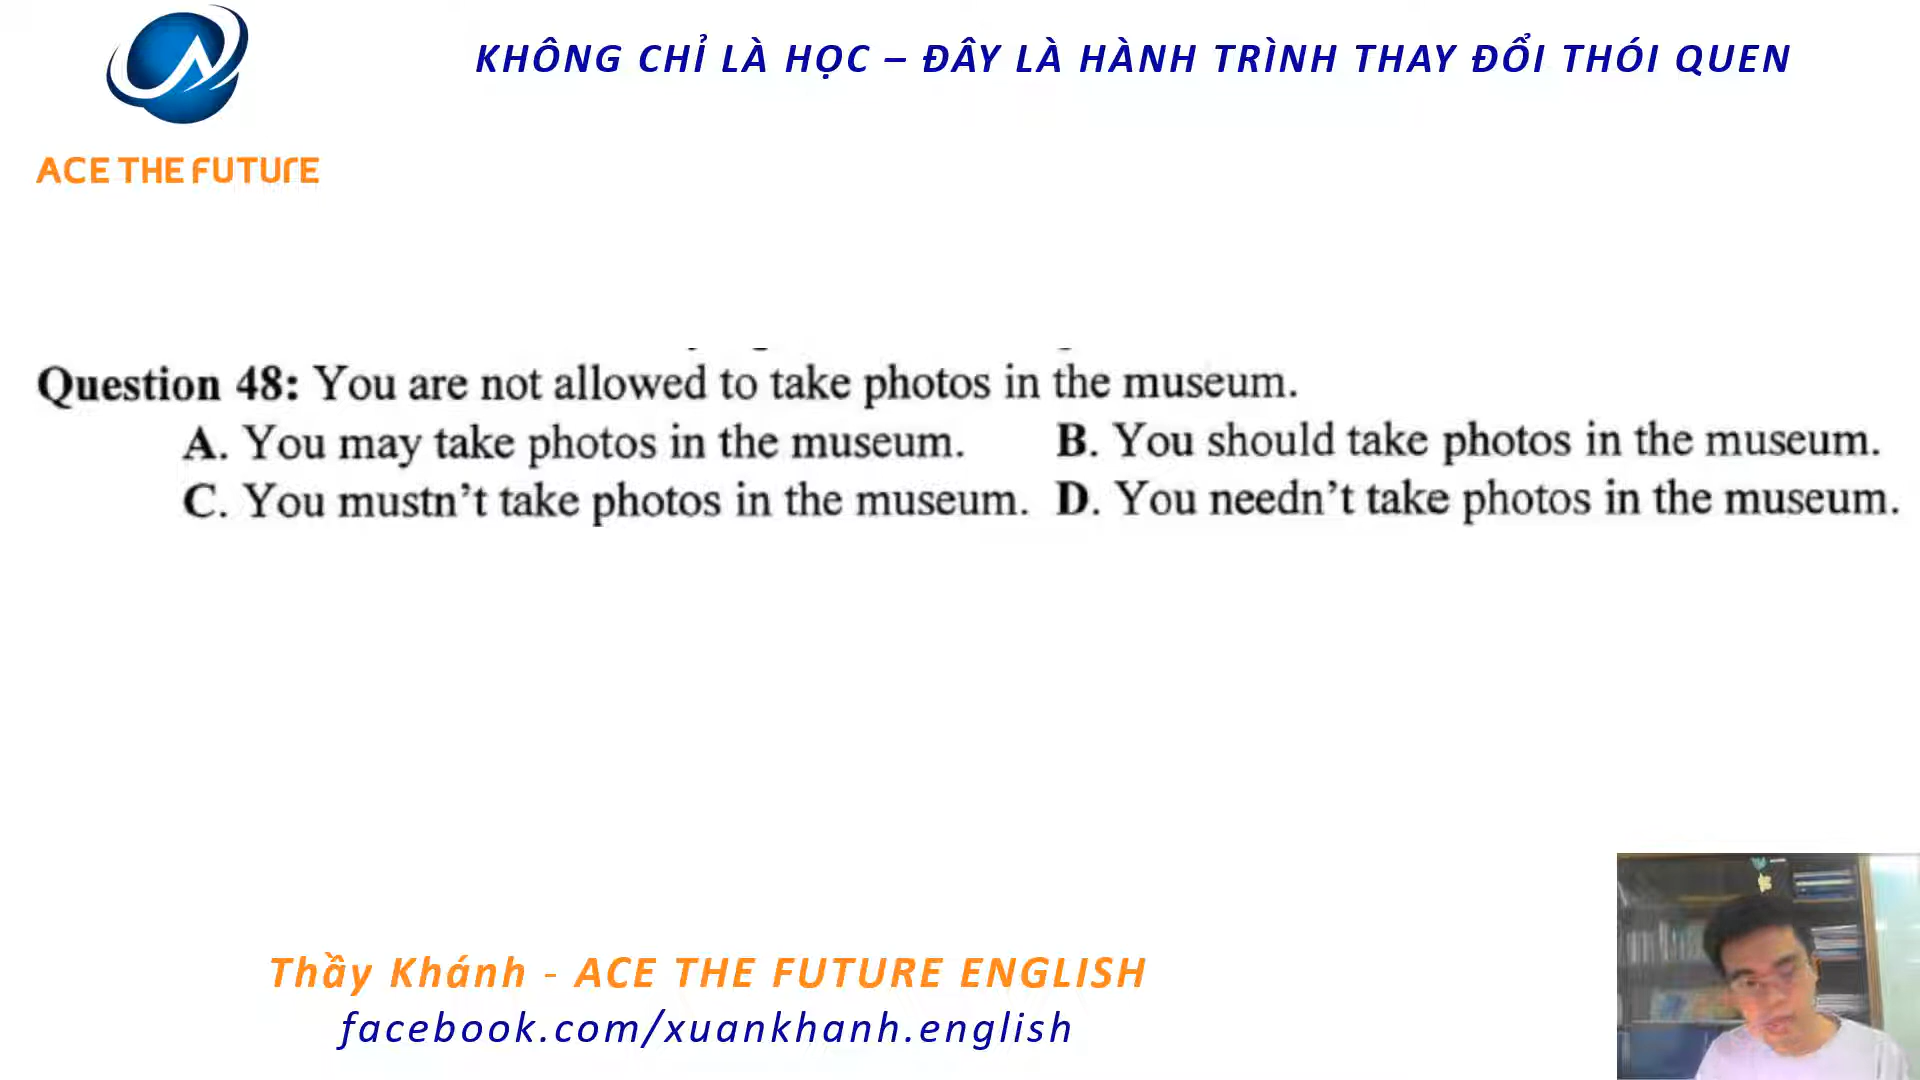 KHÔNG CHỈ LÀ HỌC – ĐÂY LÀ HÀNH TRÌNH THAY ĐỔI THÓI QUEN
ACE THE FUTURE
Question 48: You are not allowed to take photos in the museum.
A. You may take photos in the museum. B. You should take photos in the museum.
C. You mustn't take photos in the museum. D. You needn't take photos in the museum.
Thầy Khánh - ACE THE FUTURE ENGLISH
facebook.com/xuankhanh.english